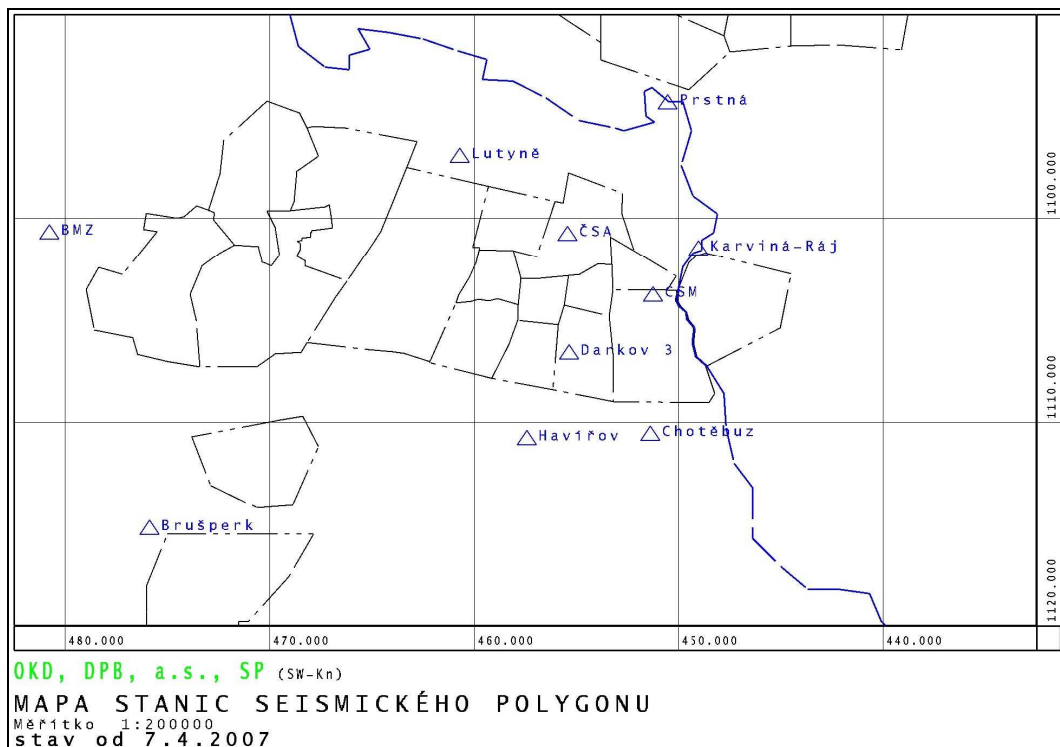 Prstná
Lutyně
1100.000
BMZ
ČSA
Karviná-Ráj
ČSM
Darkov 3
1110.000
Havířov
Chotěbuz
Brušperk
1120.000
480.000
470.000
460.000
450.000
440.000
OKD, DPB, a.s., SP (SW-Kn)
MAPA STANIC SEISMICKÉHO POLYGONU
Měřítko 1:200000
stav od 7.4.2007